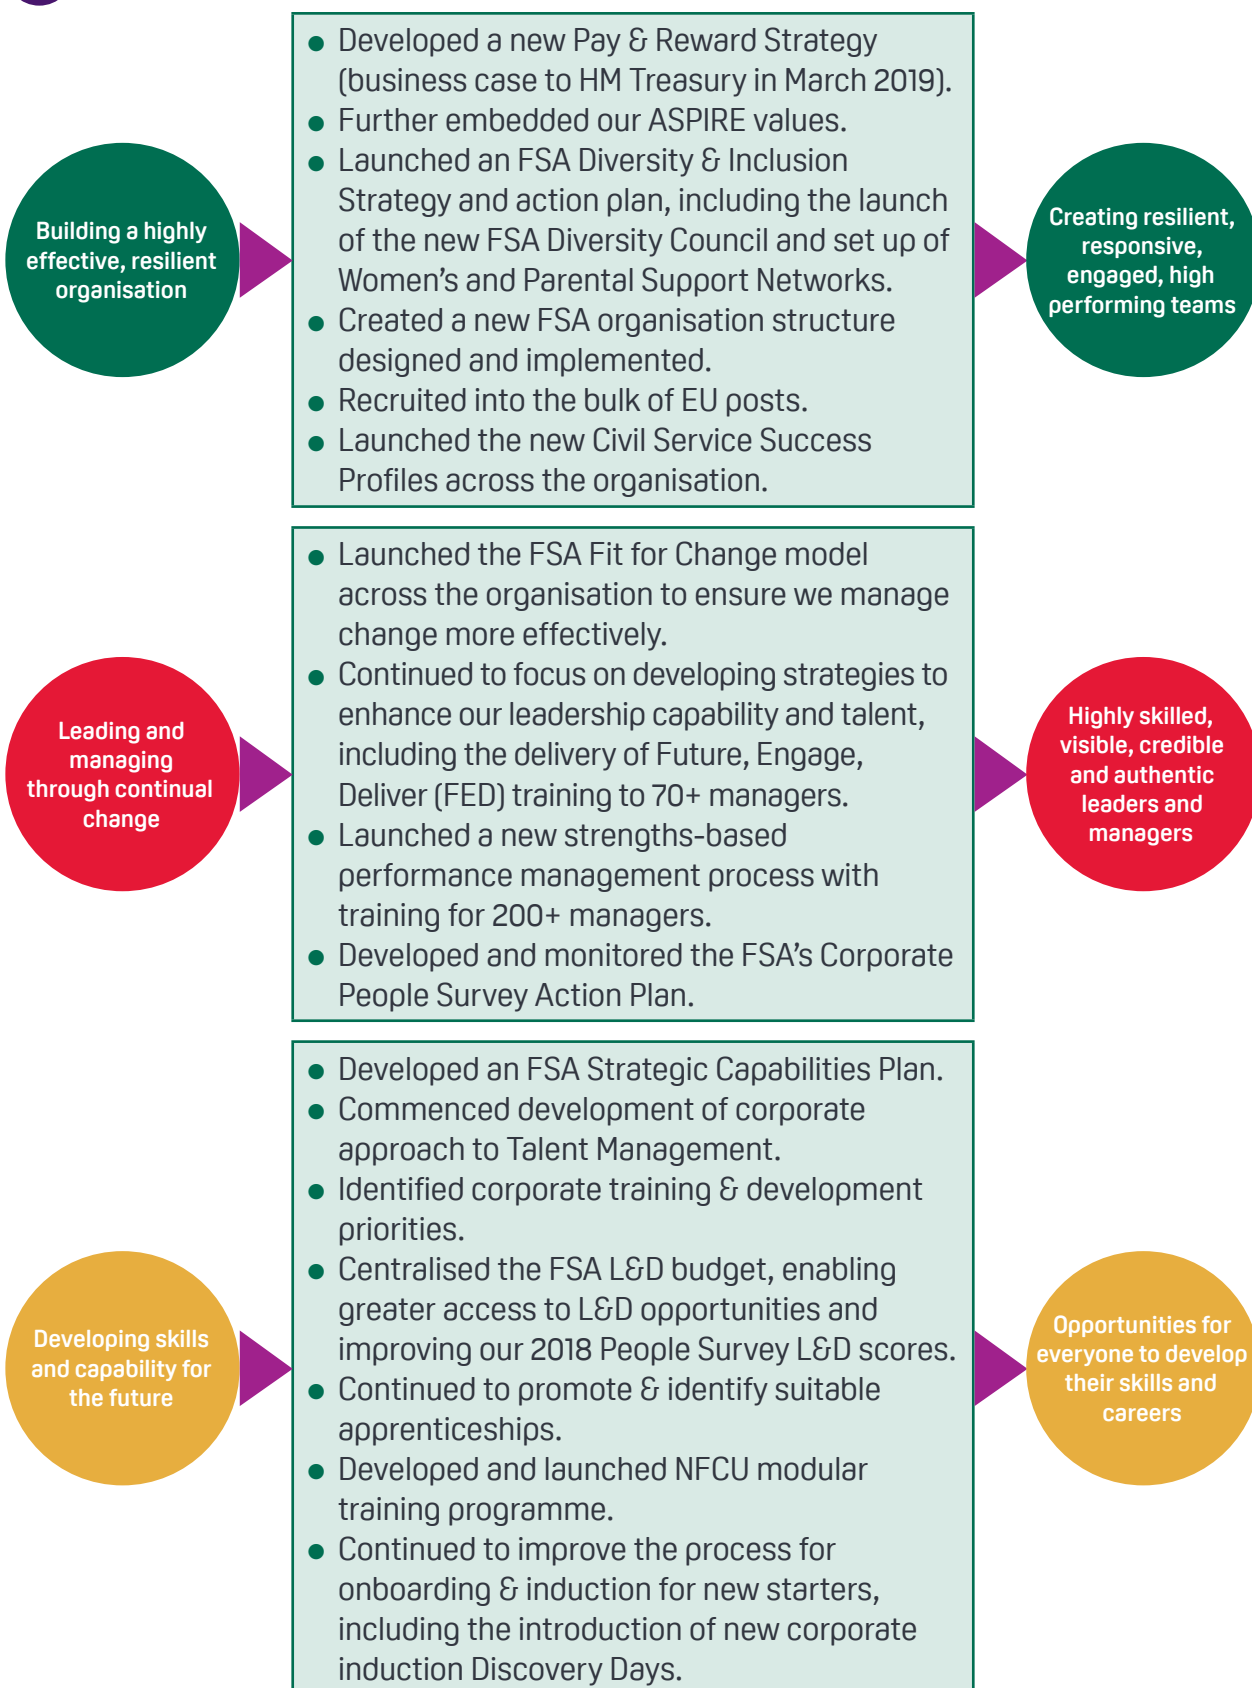 Building a highly
effective, resilient
organisation
● Developed a new Pay & Reward Strategy
(business case to HM Treasury in March 2019).
● Further embedded our ASPIRE values.
● Launched an FSA Diversity & Inclusion
Strategy and action plan, including the launch
of the new FSA Diversity Council and set up of
Women's and Parental Support Networks.
● Created a new FSA organisation structure
designed and implemented.
● Recruited into the bulk of EU posts.
● Launched the new Civil Service Success
Profiles across the organisation.
Creating resilient,
responsive,
engaged, high
performing teams
Leading and
managing
through continual
change
● Launched the FSA Fit for Change model
across the organisation to ensure we manage
change more effectively.
● Continued to focus on developing strategies to
enhance our leadership capability and talent,
including the delivery of Future, Engage,
Deliver (FED) training to 70+ managers.
● Launched a new strengths-based
performance management process with
training for 200+ managers.
● Developed and monitored the FSA's Corporate
People Survey Action Plan.
Highly skilled,
visible, credible
and authentic
leaders and
managers
Developing skills
and capability for
the future
● Developed an FSA Strategic Capabilities Plan.
● Commenced development of corporate
approach to Talent Management.
● Identified corporate training & development
priorities.
● Centralised the FSA L&D budget, enabling
greater access to L&D opportunities and
improving our 2018 People Survey L&D scores.
● Continued to promote & identify suitable
apprenticeships.
● Developed and launched NFCU modular
training programme.
● Continued to improve the process for
onboarding & induction for new starters,
including the introduction of new corporate
induction Discovery Days.
Opportunities for
everyone to develop
their skills and
careers